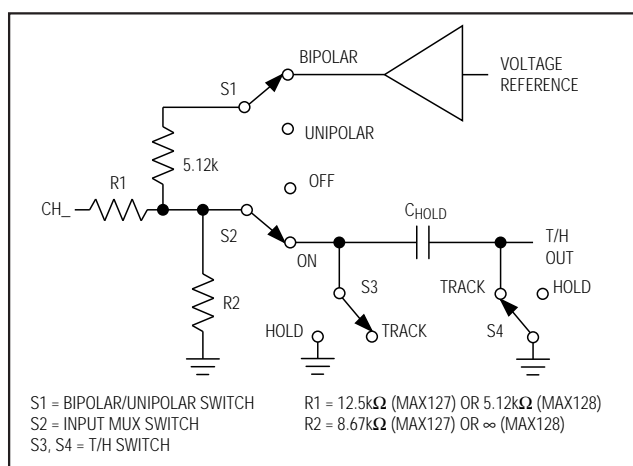 BIPOLAR
VOLTAGE
REFERENCE
S1
UNIPOLAR
5.12k
OFF
R1
CH_
S2
CHOLD
T/H
OUT
ON
S3
R2
TRACK
HOLD
HOLD
TRACK
S4
S1 = BIPOLAR/UNIPOLAR SWITCH
S2 = INPUT MUX SWITCH
S3, S4 = T/H SWITCH
R1 = 12.5kΩ (MAX127) OR 5.12kΩ (MAX128)
R2 = 8.67kΩ (MAX127) OR ∞ (MAX128)